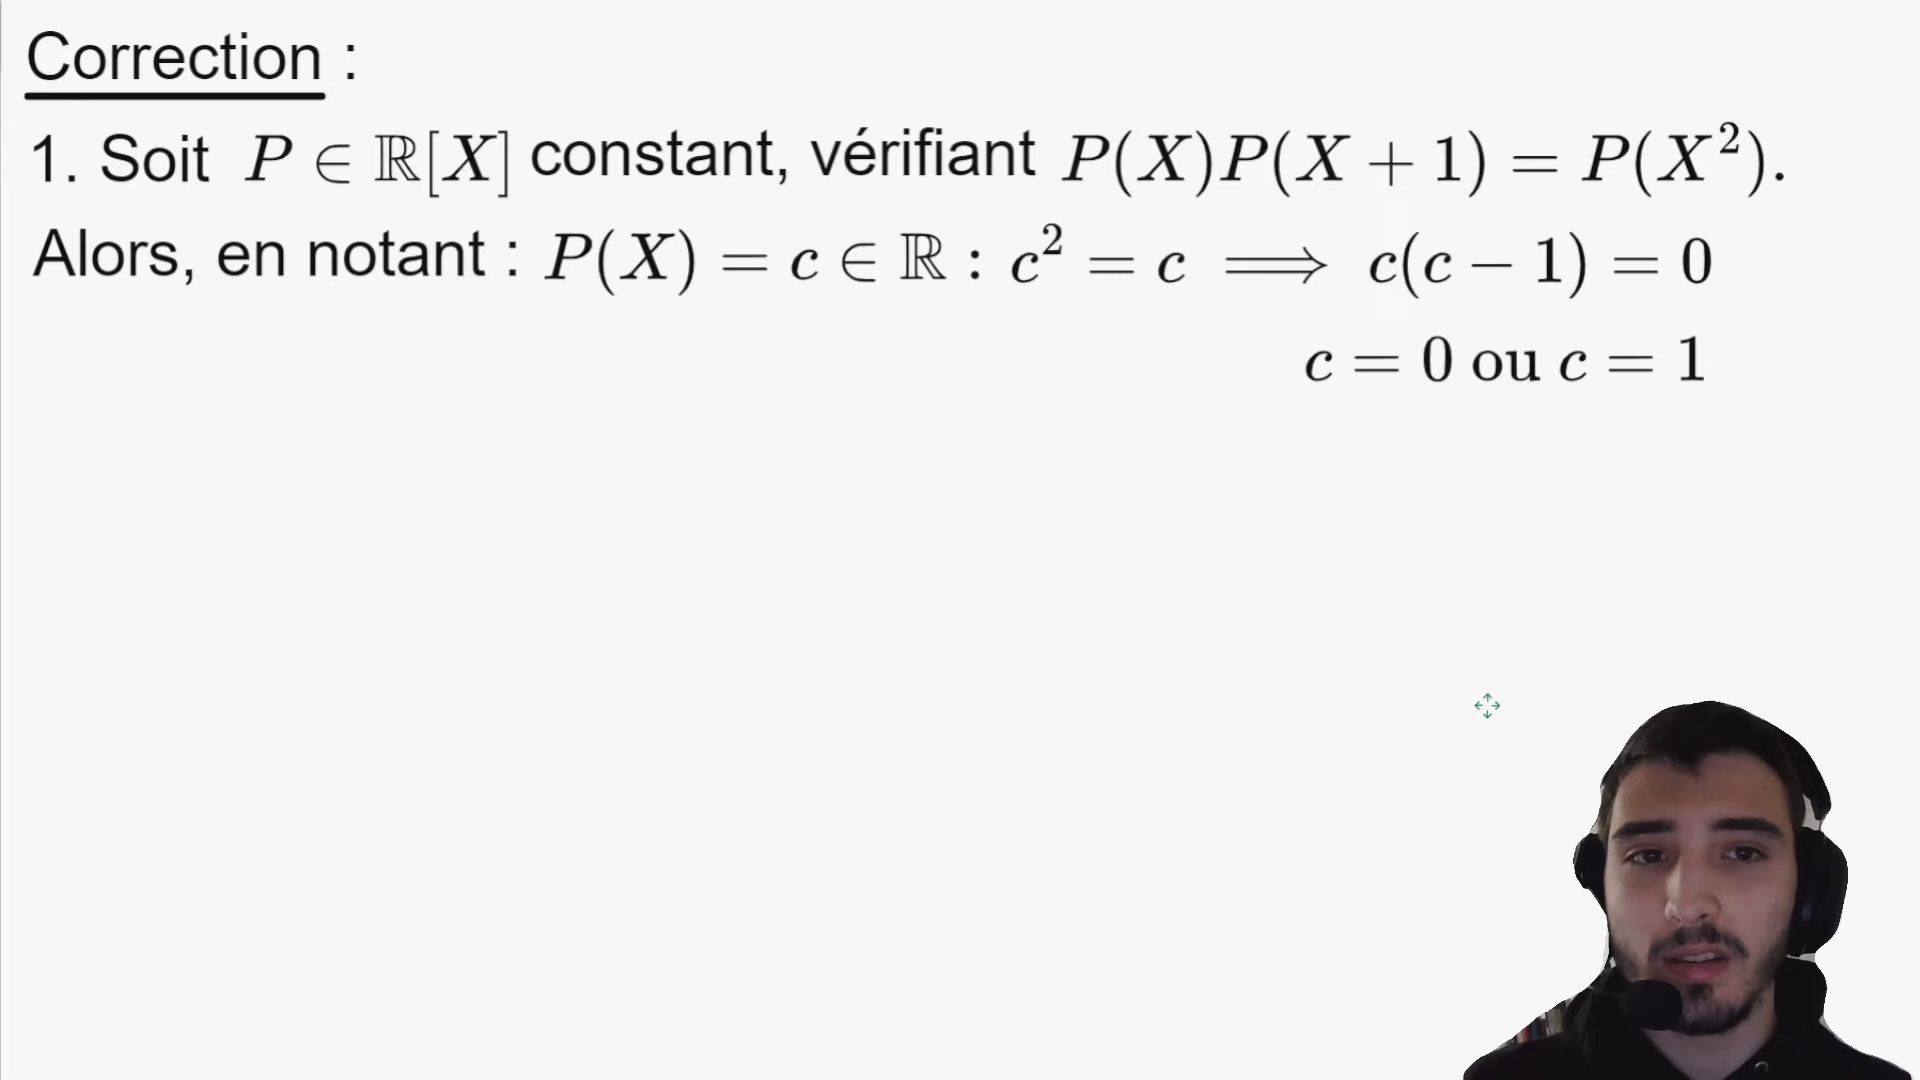 Correction :
1. Soit P ∈ ℝ[X] constant, vérifiant P(X)P(X + 1) = P(X²).
Alors, en notant : P(X) = c ∈ ℝ : c² = c ⟹ c(c − 1) = 0
c = 0 ou c = 1